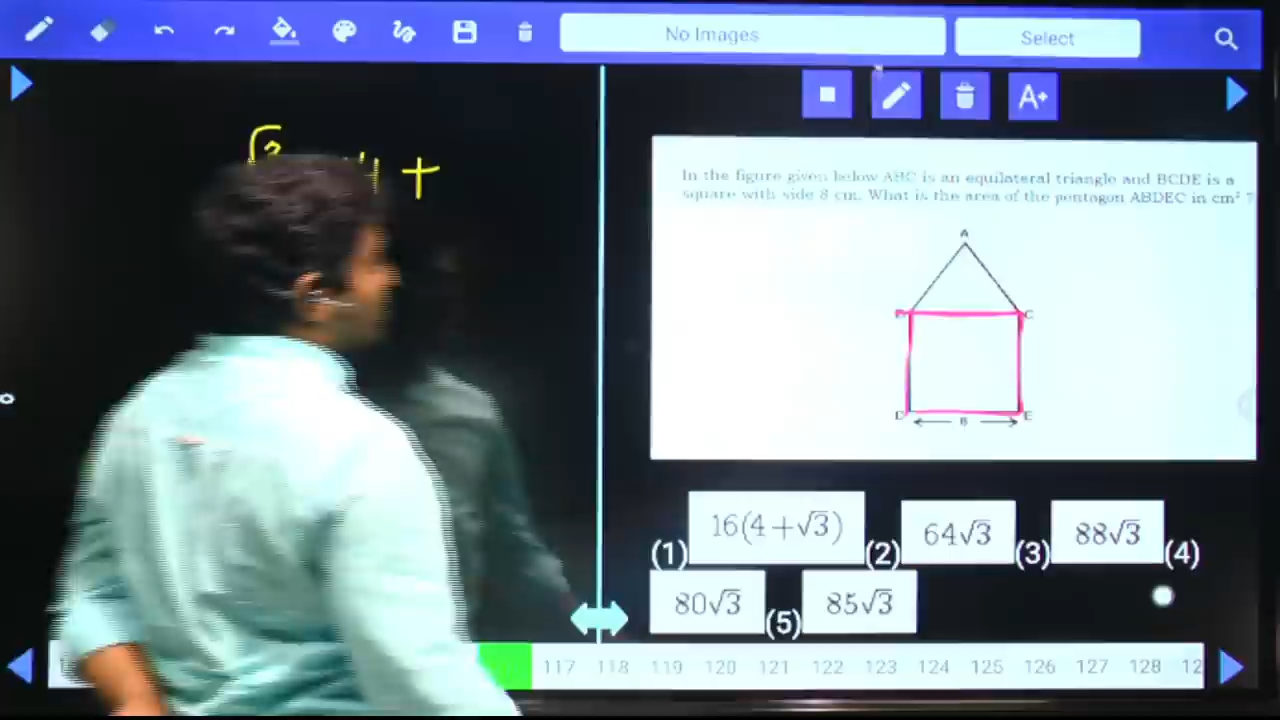 No Images
Select
A+
√3 4 +
In the figure given below ABC is an equilateral triangle and BCDE is a
square with side 8 cm. What is the area of the pentagon ABDEC in cm² ?
A
B C
D E
8
(1) 16(4+√3) (2) 64√3 (3) 88√3 (4)
80√3 (5) 85√3
117 118 119 120 121 122 123 124 125 126 127 128 12